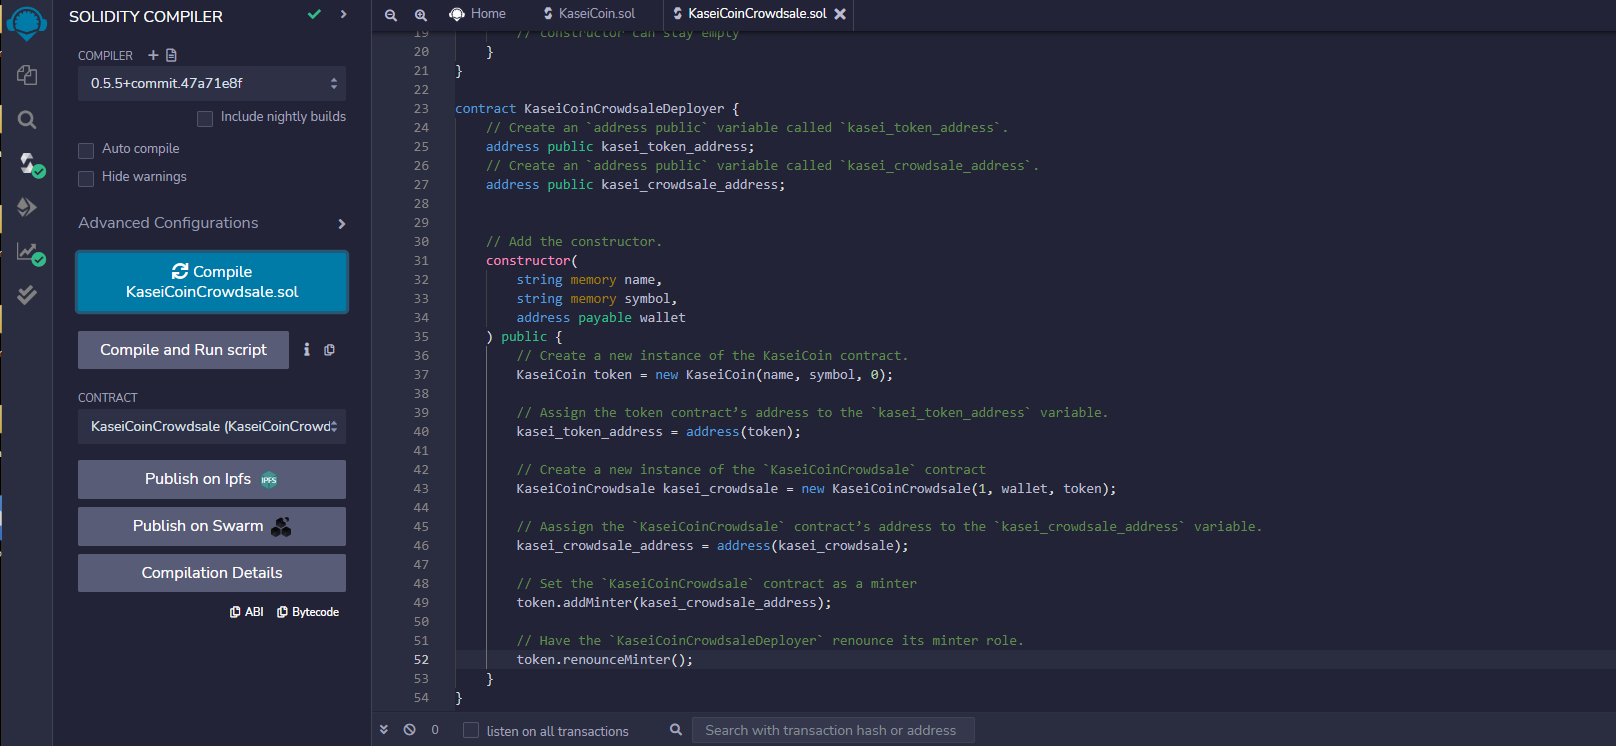 SOLIDITY COMPILER
COMPILER
0.5.5+commit.47a71e8f
Include nightly builds
Auto compile
Hide warnings
Advanced Configurations
Compile
KaseiCoinCrowdsale.sol
Compile and Run script
CONTRACT
KaseiCoinCrowdsale (KaseiCoinCrowd
Publish on Ipfs
IPFS
Publish on Swarm
Compilation Details
ABI
Bytecode
Home
KaseiCoin.sol
KaseiCoinCrowdsale.sol
19 // constructor can stay empty
20 }
21 }
22
23 contract KaseiCoinCrowdsaleDeployer {
24 // Create an `address public` variable called `kasei_token_address`.
25 address public kasei_token_address;
26 // Create an `address public` variable called `kasei_crowdsale_address`.
27 address public kasei_crowdsale_address;
28
29
30 // Add the constructor.
31 constructor(
32 string memory name,
33 string memory symbol,
34 address payable wallet
35 ) public {
36 // Create a new instance of the KaseiCoin contract.
37 KaseiCoin token = new KaseiCoin(name, symbol, 0);
38
39 // Assign the token contract’s address to the `kasei_token_address` variable.
40 kasei_token_address = address(token);
41
42 // Create a new instance of the `KaseiCoinCrowdsale` contract
43 KaseiCoinCrowdsale kasei_crowdsale = new KaseiCoinCrowdsale(1, wallet, token);
44
45 // Aassign the `KaseiCoinCrowdsale` contract’s address to the `kasei_crowdsale_address` variable.
46 kasei_crowdsale_address = address(kasei_crowdsale);
47
48 // Set the `KaseiCoinCrowdsale` contract as a minter
49 token.addMinter(kasei_crowdsale_address);
50
51 // Have the `KaseiCoinCrowdsaleDeployer` renounce its minter role.
52 token.renounceMinter();
53 }
54 }
0
listen on all transactions
Search with transaction hash or address